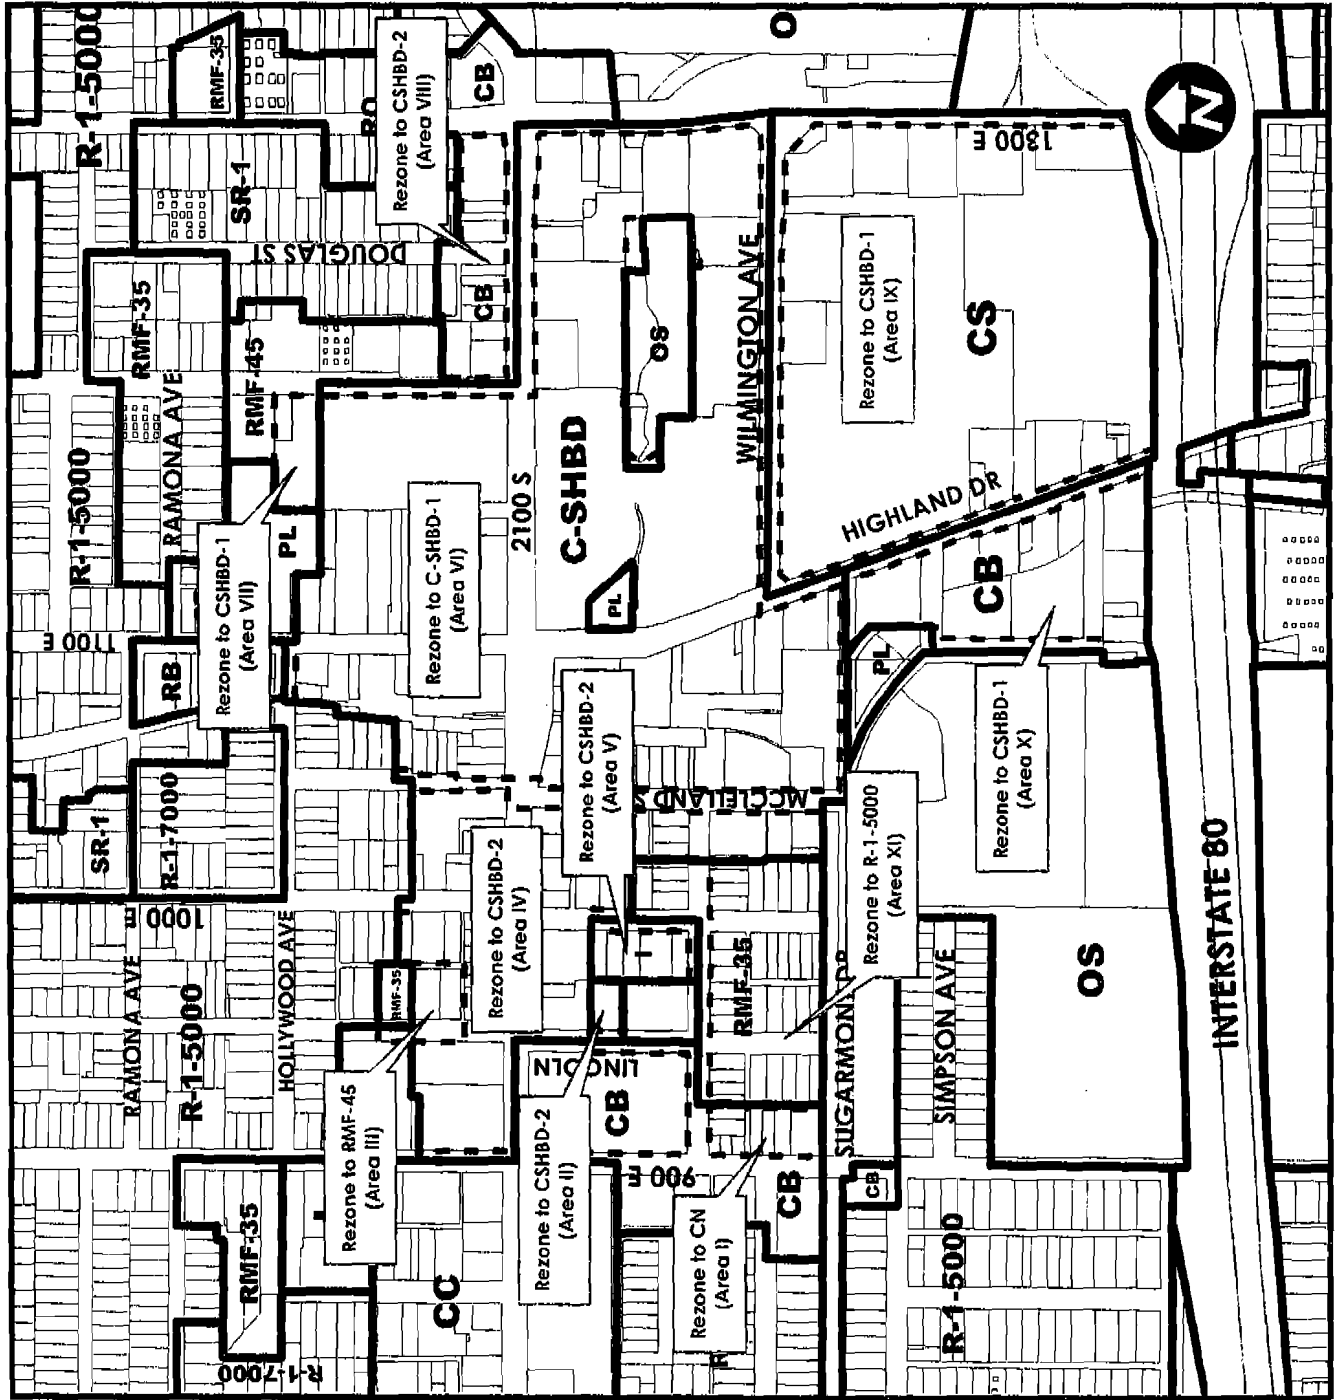 R-1-5000
RMF-35
O
Rezone to CSHBD-2
(Area VIII)
CB
RO
SR-1
1300 E
N
DOUGLAS ST
CB
RMF-35
RMF-45
RAMONA AVE
R-1-5000
OS
WILMINGTON AVE
Rezone to CSHBD-1
(Area IX)
CS
2100 S
C-SHBD
HIGHLAND DR
Rezone to CSHBD-1
(Area VII)
PL
Rezone to C-SHBD-1
(Area VI)
PL
CB
1100 E
RB
PL
Rezone to CSHBD-1
(Area X)
SR-1
R-1-7000
Rezone to CSHBD-2
(Area V)
MCCLELLAND
Rezone to R-1-5000
(Area XI)
1000 E
Rezone to CSHBD-2
(Area IV)
I
RMF-35
RAMONA AVE
R-1-5000
HOLLYWOOD AVE
RMF-35
SUGARMONT DR
SIMPSON AVE
OS
INTERSTATE 80
LINCOLN
CB
Rezone to RMF-45
(Area III)
Rezone to CSHBD-2
(Area II)
900 E
CB
CB
RMF-35
Rezone to CN
(Area I)
R-1-5000
CC
R-1-7000
R